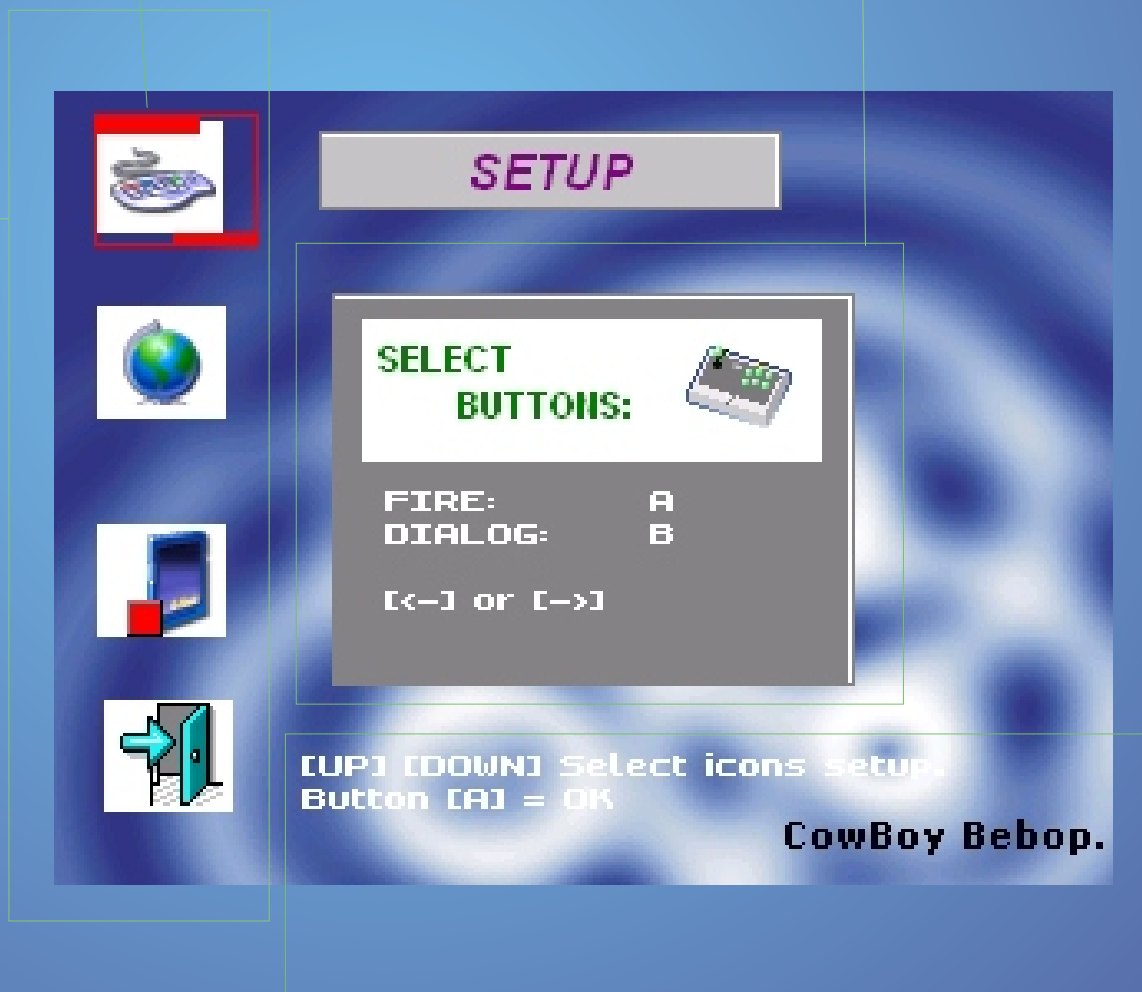 SETUP
SELECT
BUTTONS:
FIRE: A
DIALOG: B
[<—] or [—>]
[UP] [DOWN] Select icons setup.
Button [A] = OK
CowBoy Bebop.